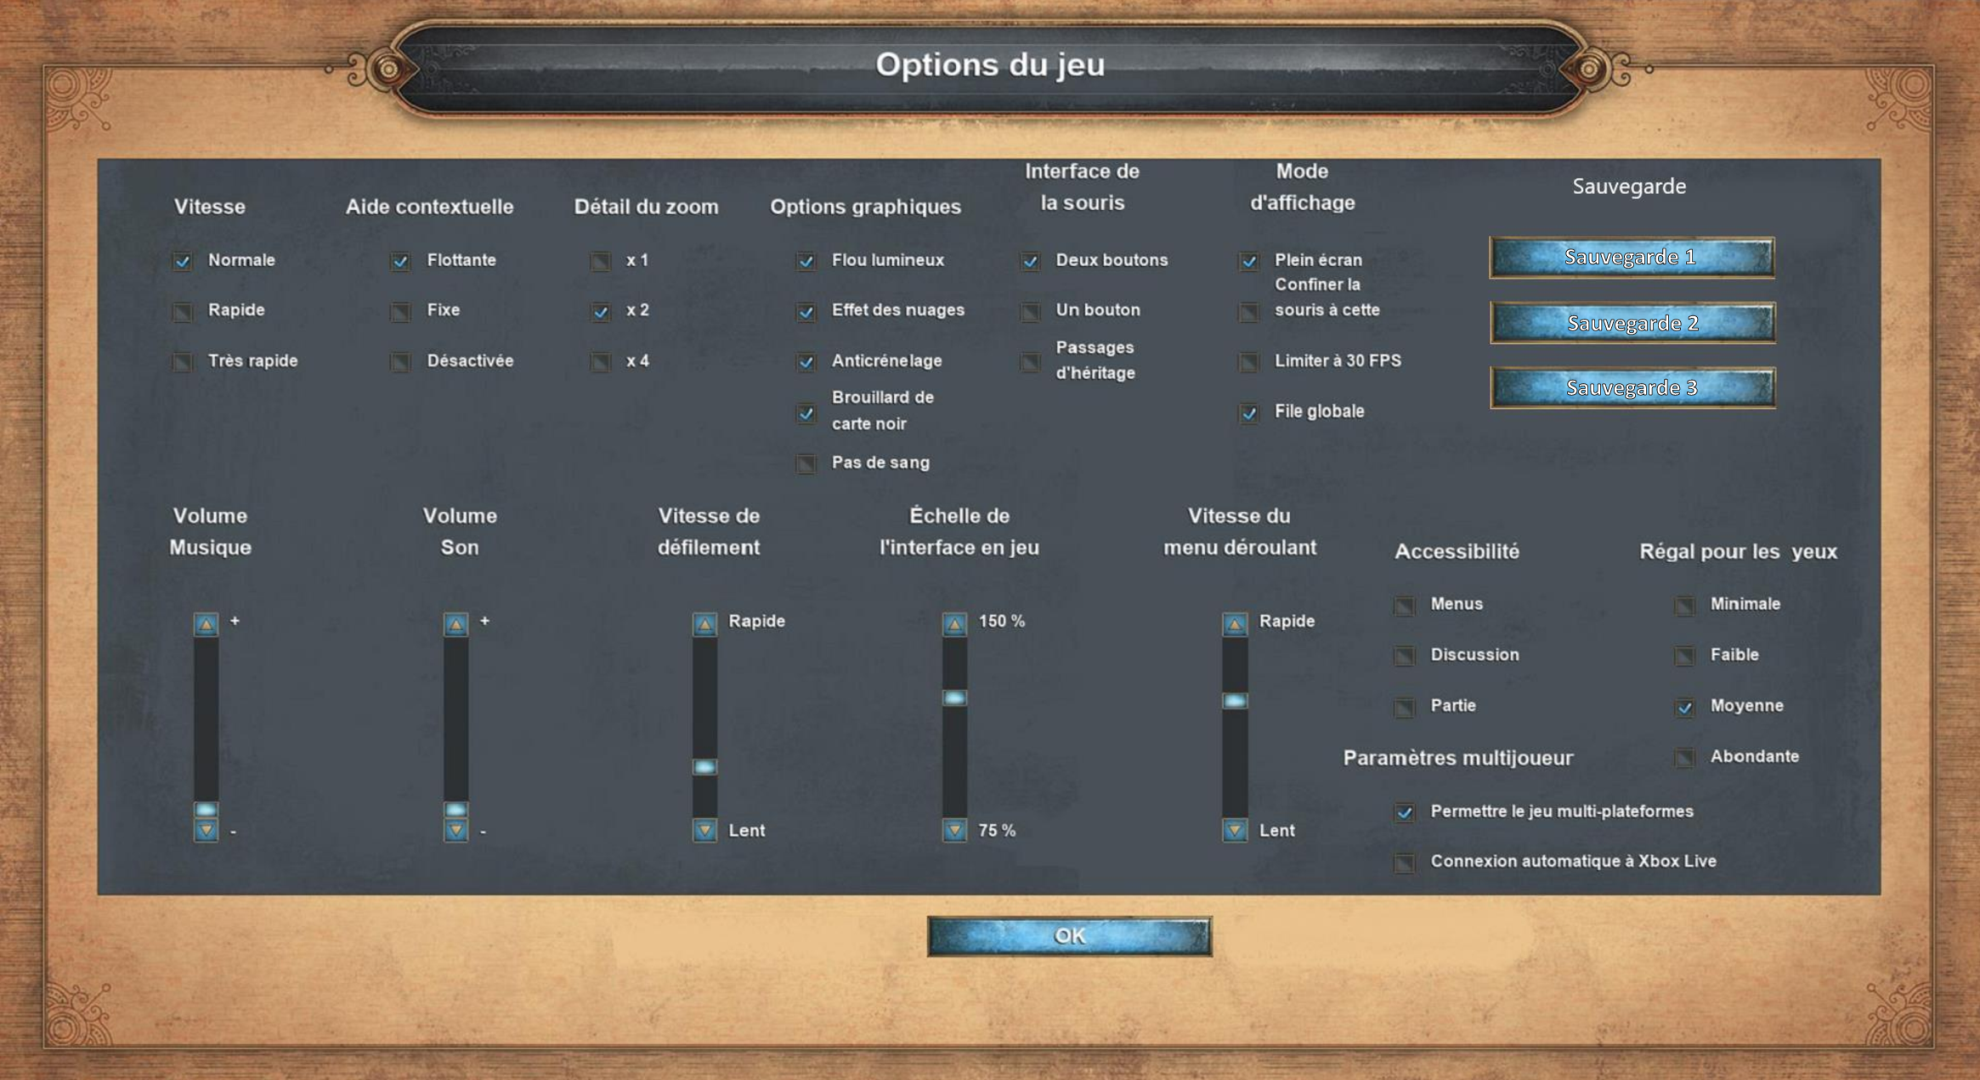 Options du jeu
Vitesse
Normale
Rapide
Très rapide
Aide contextuelle
Flottante
Fixe
Désactivée
Détail du zoom
x 1
x 2
x 4
Options graphiques
Flou lumineux
Effet des nuages
Anticrénelage
Brouillard de
carte noir
Pas de sang
Interface de
la souris
Deux boutons
Un bouton
Passages
d'héritage
Mode
d'affichage
Plein écran
Confiner la
souris à cette
Limiter à 30 FPS
File globale
Sauvegarde
Sauvegarde 1
Sauvegarde 2
Sauvegarde 3
Volume
Musique
+
-
Volume
Son
+
-
Vitesse de
défilement
Rapide
Lent
Échelle de
l'interface en jeu
150 %
75 %
Vitesse du
menu déroulant
Rapide
Lent
Accessibilité
Menus
Discussion
Partie
Régal pour les yeux
Minimale
Faible
Moyenne
Abondante
Paramètres multijoueur
Permettre le jeu multi-plateformes
Connexion automatique à Xbox Live
OK